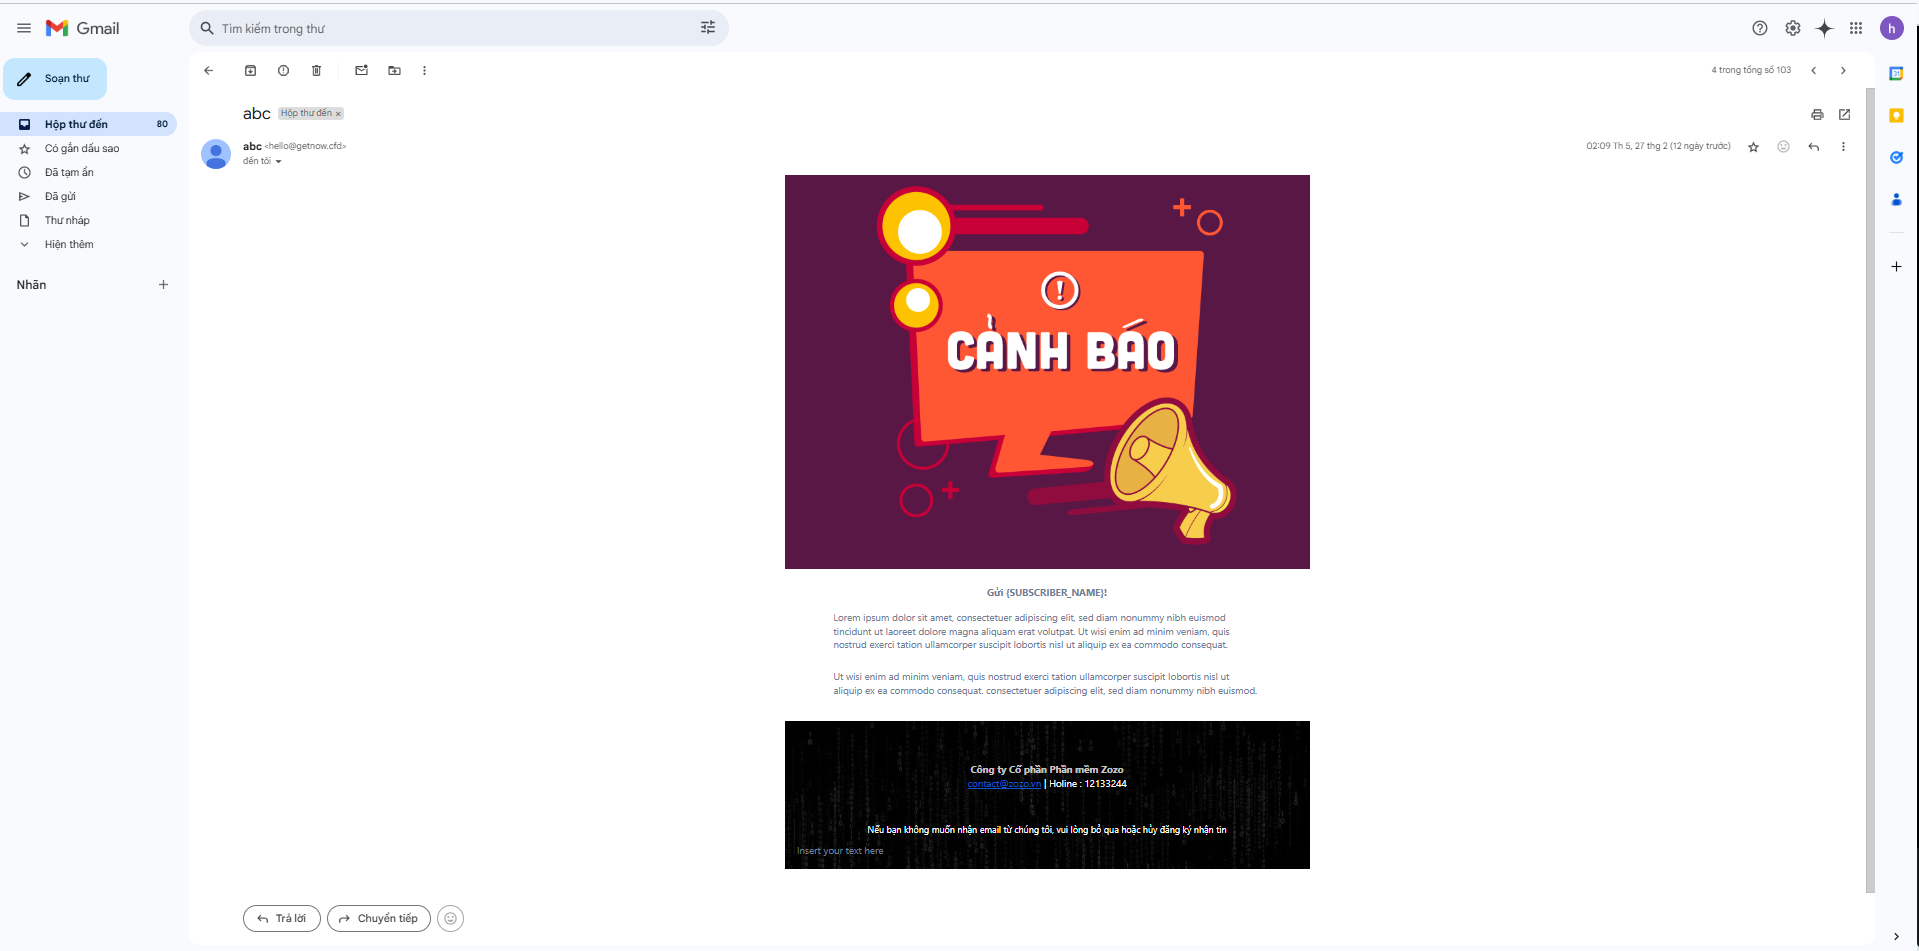 Gmail
Tìm kiếm trong thư
h
Soạn thư
4 trong tổng số 103
Hộp thư đến 80
Có gắn dấu sao
Đã tạm ẩn
Đã gửi
Thư nháp
Hiện thêm
Nhãn
abc Hộp thư đến x
abc <hello@getnow.cfd>
đến tôi
02:09 Th 5, 27 thg 2 (12 ngày trước)
CẢNH BÁO
Gửi {SUBSCRIBER_NAME}!
Lorem ipsum dolor sit amet, consectetuer adipiscing elit, sed diam nonummy nibh euismod
tincidunt ut laoreet dolore magna aliquam erat volutpat. Ut wisi enim ad minim veniam, quis
nostrud exerci tation ullamcorper suscipit lobortis nisl ut aliquip ex ea commodo consequat.
Ut wisi enim ad minim veniam, quis nostrud exerci tation ullamcorper suscipit lobortis nisl ut
aliquip ex ea commodo consequat. consectetuer adipiscing elit, sed diam nonummy nibh euismod.
Công ty Cổ phần Phần mềm Zozo
contact@zozo.vn | Holine : 12133244
Nếu bạn không muốn nhận email từ chúng tôi, vui lòng bỏ qua hoặc hủy đăng ký nhận tin
Insert your text here
Trả lời
Chuyển tiếp
31